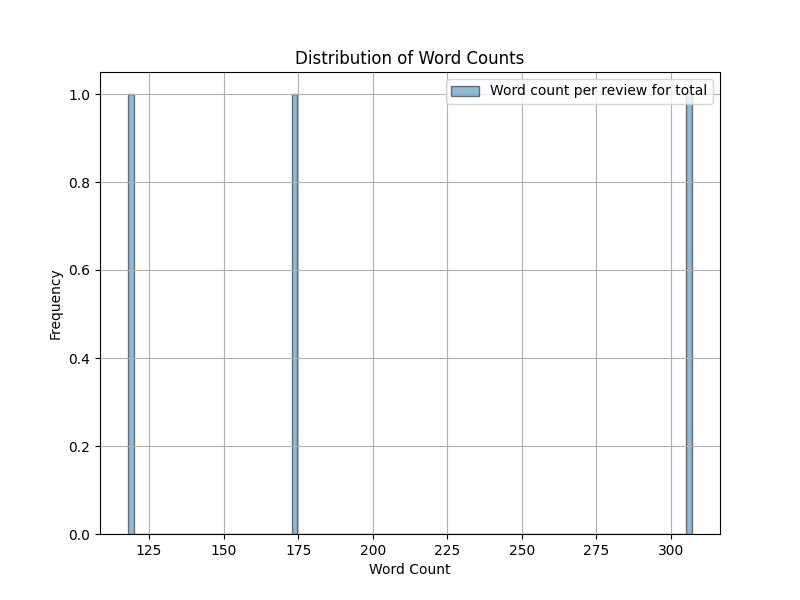 Distribution of Word Counts
Word count per review for total
Frequency
1.0
0.8
0.6
0.4
0.2
0.0
125 150 175 200 225 250 275 300
Word Count